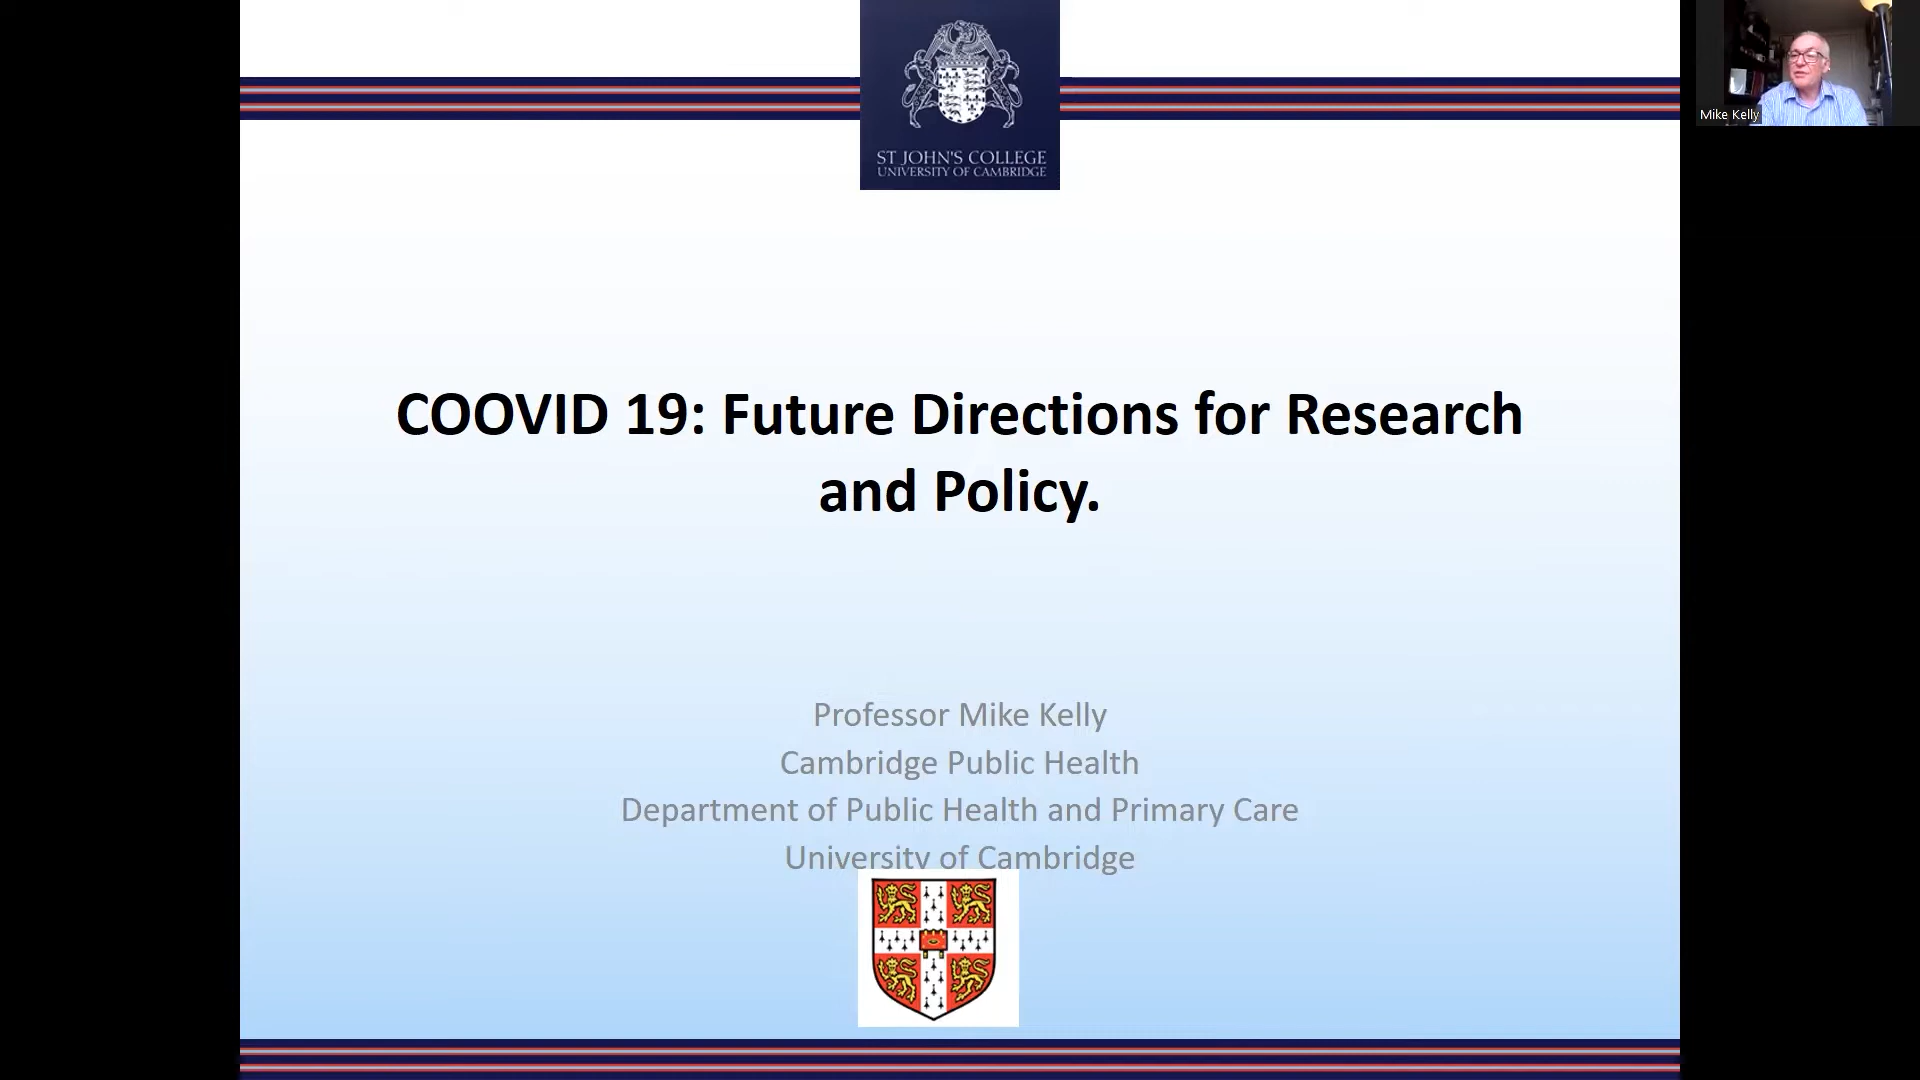 ST JOHN'S COLLEGE
UNIVERSITY OF CAMBRIDGE
Mike Kelly
COOVID 19: Future Directions for Research
and Policy.
Professor Mike Kelly
Cambridge Public Health
Department of Public Health and Primary Care
University of Cambridge